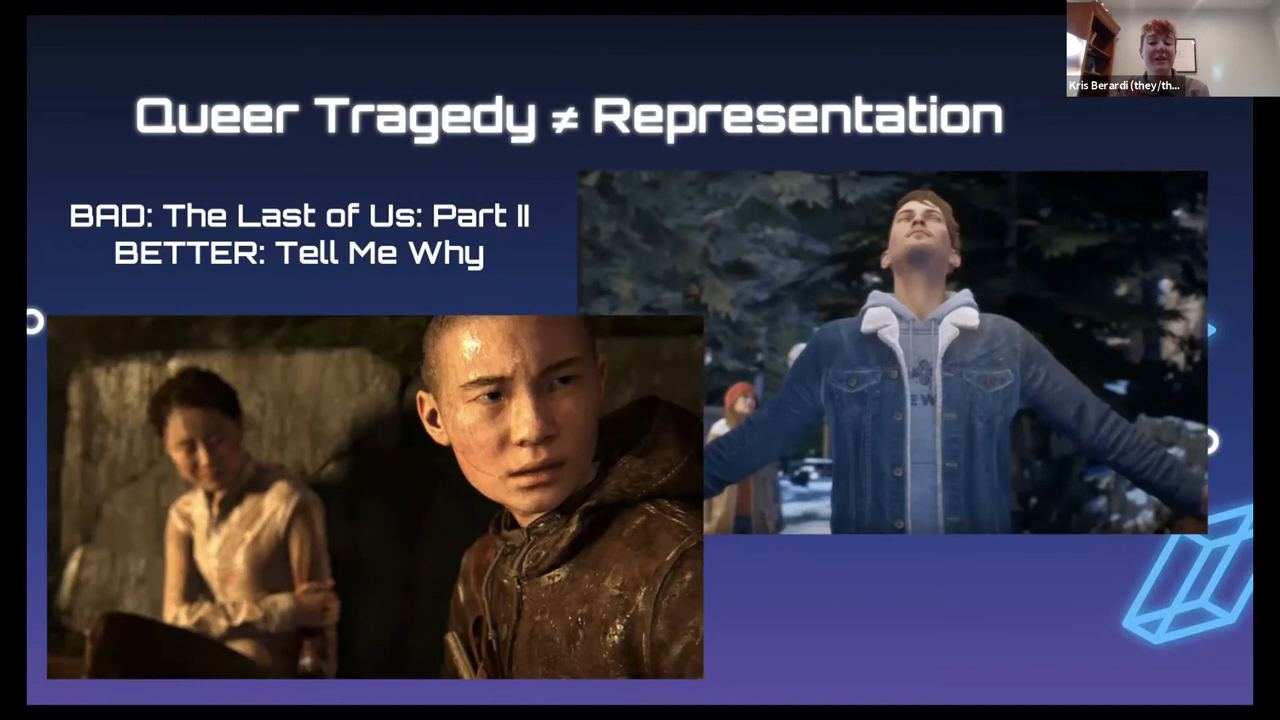 Kris Berardi (they/th...
Queer Tragedy ≠ Representation
BAD: The Last of Us: Part II
BETTER: Tell Me Why